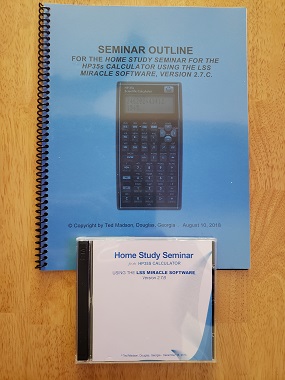 SEMINAR OUTLINE
FOR THE HOME STUDY SEMINAR FOR THE
HP35s CALCULATOR USING THE LSS
MIRACLE SOFTWARE, VERSION 2.7.C.
© Copyright by Ted Madson, Douglas, Georgia August 10, 2016
Home Study Seminar
HP35S CALCULATOR
USING THE LSS MIRACLE SOFTWARE